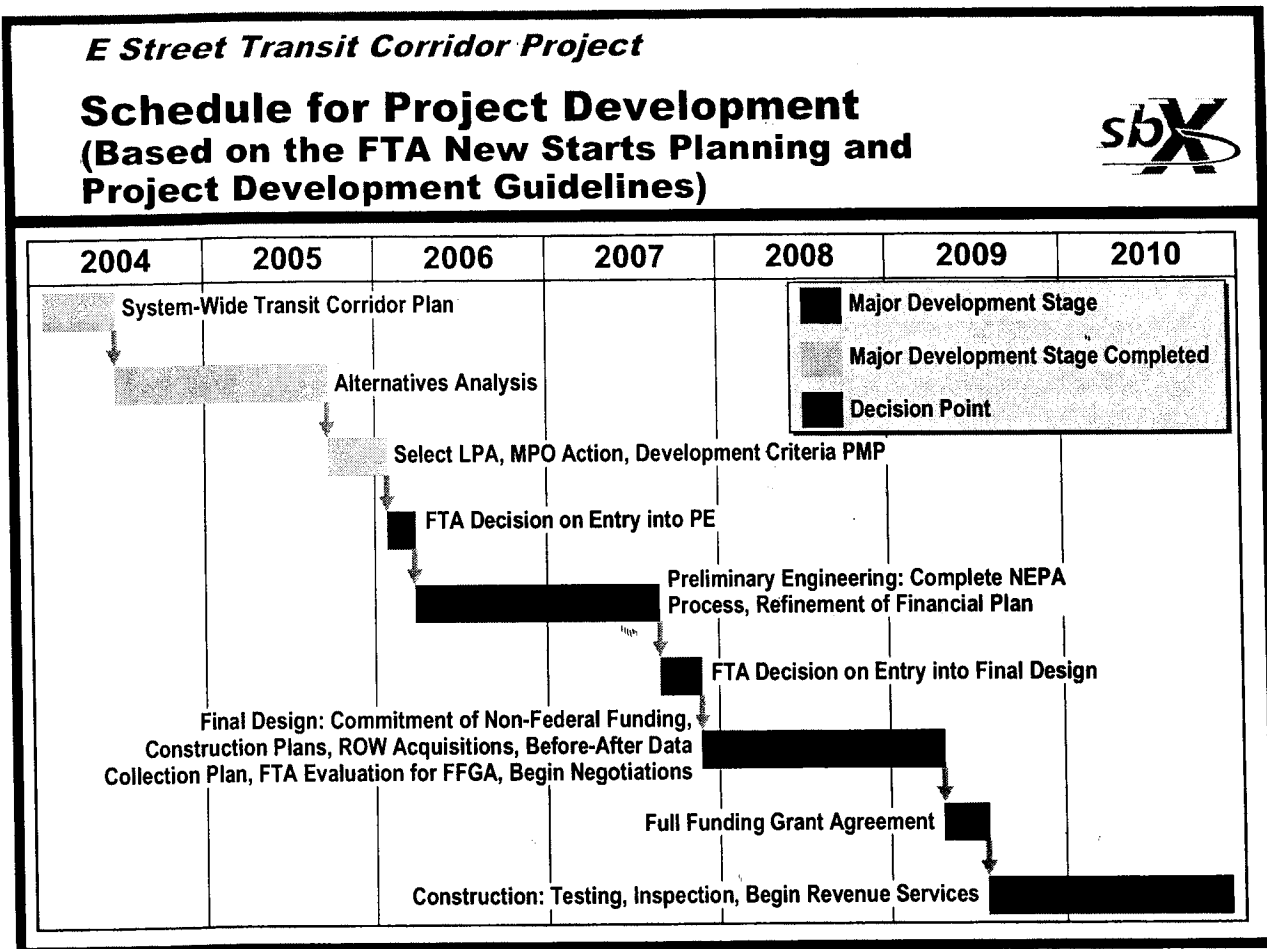 E Street Transit Corridor Project
Schedule for Project Development
(Based on the FTA New Starts Planning and
Project Development Guidelines)
sbX
2004 2005 2006 2007 2008 2009 2010
Major Development Stage
Major Development Stage Completed
Decision Point
System-Wide Transit Corridor Plan
Alternatives Analysis
Select LPA, MPO Action, Development Criteria PMP
FTA Decision on Entry into PE
Preliminary Engineering: Complete NEPA
Process, Refinement of Financial Plan
FTA Decision on Entry into Final Design
Final Design: Commitment of Non-Federal Funding,
Construction Plans, ROW Acquisitions, Before-After Data
Collection Plan, FTA Evaluation for FFGA, Begin Negotiations
Full Funding Grant Agreement
Construction: Testing, Inspection, Begin Revenue Services